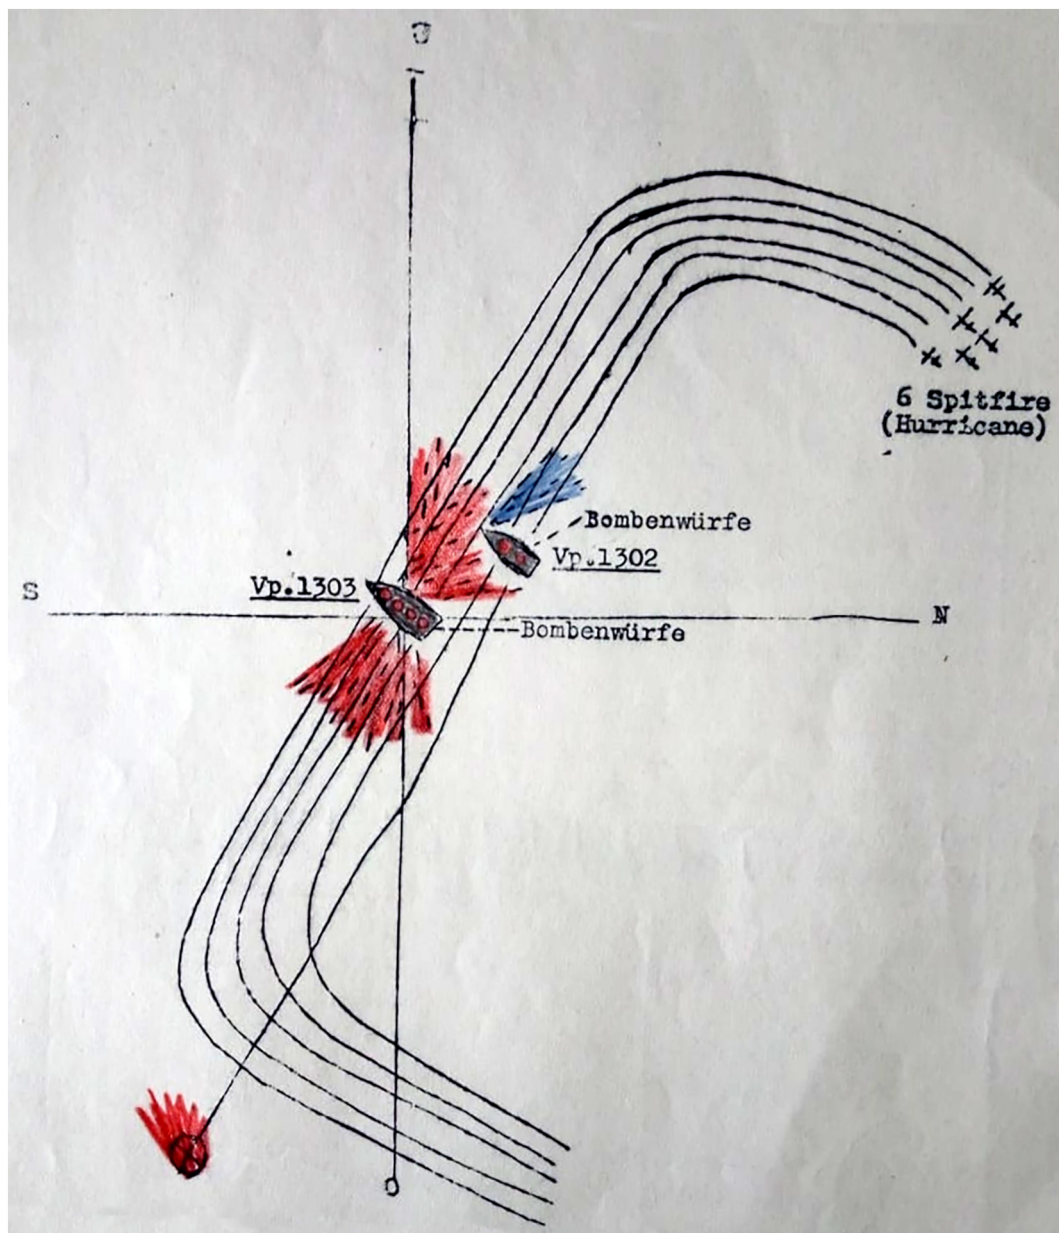 6 Spitfire
(Hurricane)
Bombenwürfe
Vp.1302
Vp.1303
S
N
Bombenwürfe
O